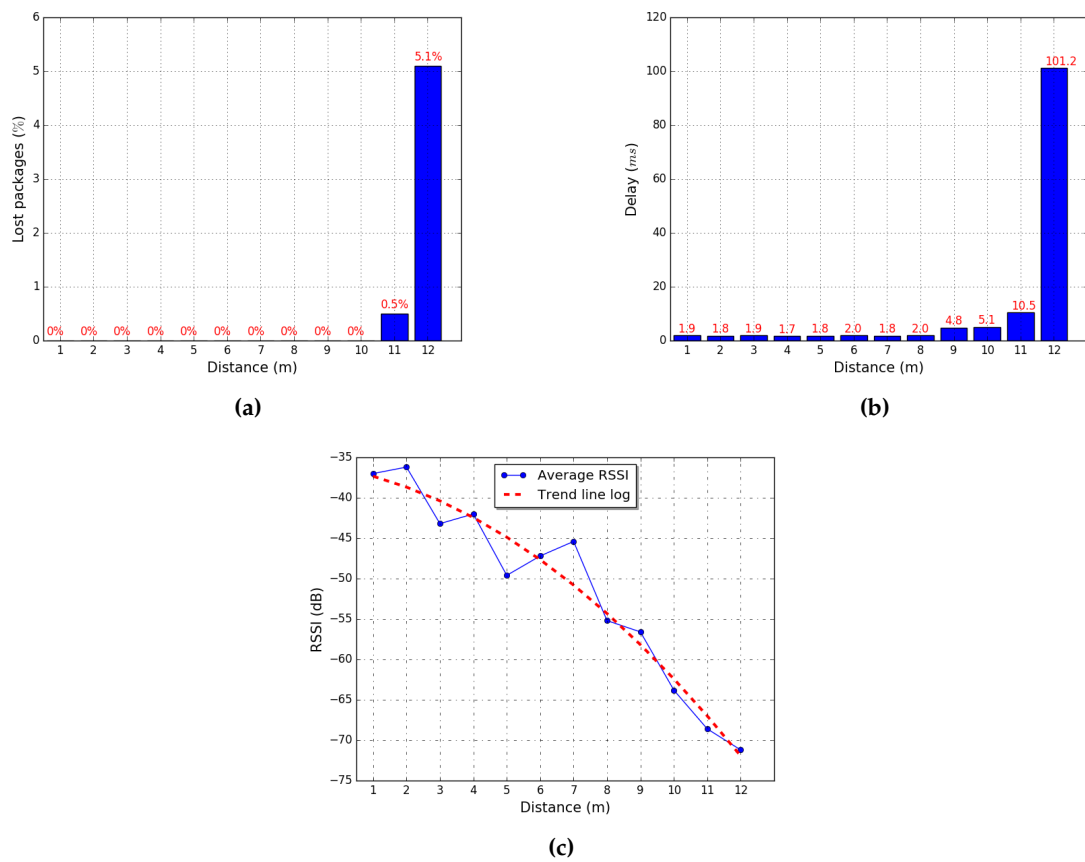 6
5
4
3
2
1
0
Lost packages (%)
0% 0% 0% 0% 0% 0% 0% 0% 0% 0% 0.5% 5.1%
1 2 3 4 5 6 7 8 9 10 11 12
Distance (m)
(a)
120
100
80
60
40
20
0
Delay (ms)
1.9 1.8 1.9 1.7 1.8 2.0 1.8 2.0 4.8 5.1 10.5 101.2
1 2 3 4 5 6 7 8 9 10 11 12
Distance (m)
(b)
−35
−40
−45
−50
−55
−60
−65
−70
−75
RSSI (dB)
Average RSSI
Trend line log
1 2 3 4 5 6 7 8 9 10 11 12
Distance (m)
(c)